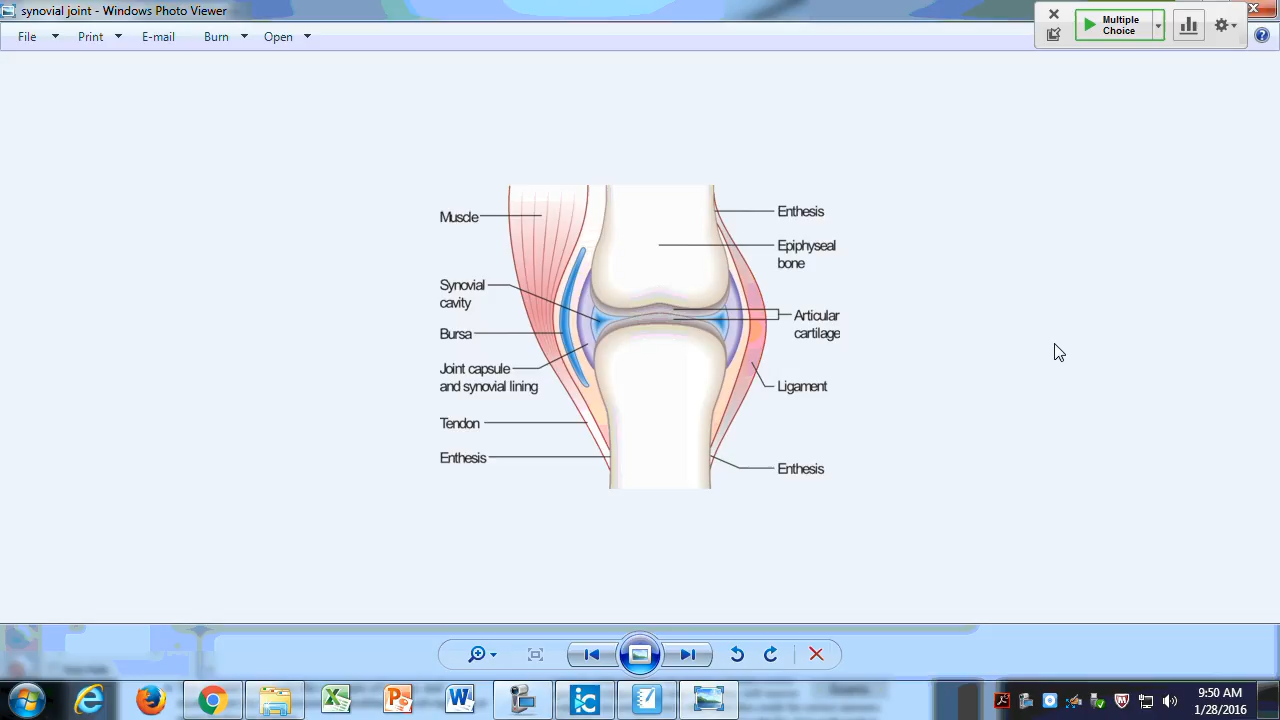 synovial joint - Windows Photo Viewer
File Print E-mail Burn Open
Multiple
Choice
Muscle
Synovial
cavity
Bursa
Joint capsule
and synovial lining
Tendon
Enthesis
Enthesis
Epiphyseal
bone
Articular
cartilage
Ligament
Enthesis
9:50 AM
1/28/2016